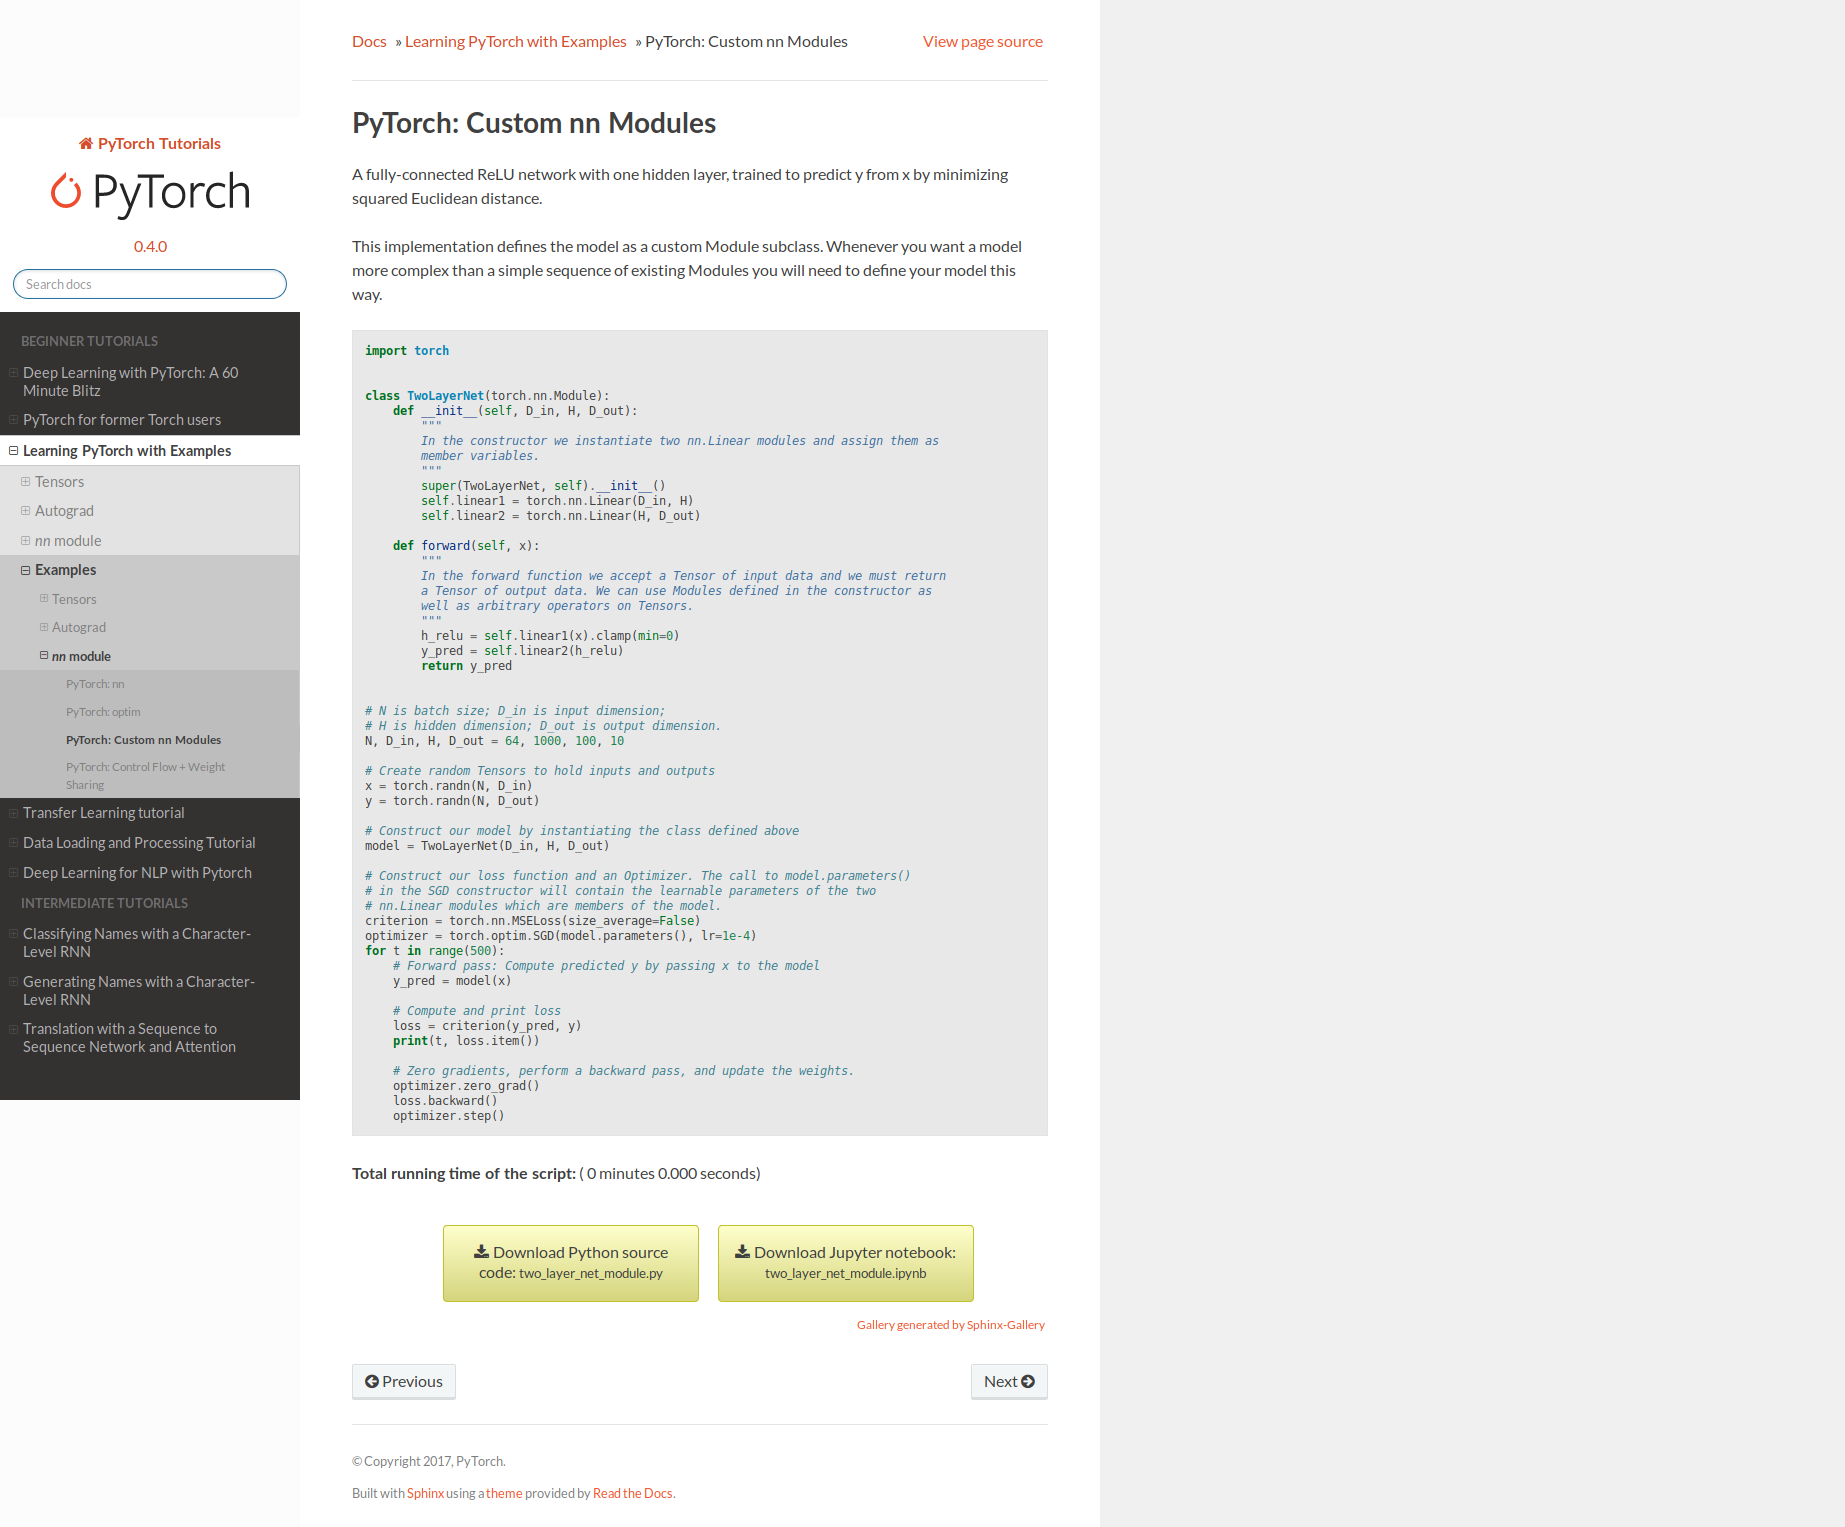 PyTorch Tutorials
PyTorch
0.4.0
Search docs
BEGINNER TUTORIALS
Deep Learning with PyTorch: A 60
Minute Blitz
PyTorch for former Torch users
Learning PyTorch with Examples
Tensors
Autograd
nn module
Examples
Tensors
Autograd
nn module
PyTorch: nn
PyTorch: optim
PyTorch: Custom nn Modules
PyTorch: Control Flow + Weight
Sharing
Transfer Learning tutorial
Data Loading and Processing Tutorial
Deep Learning for NLP with Pytorch
INTERMEDIATE TUTORIALS
Classifying Names with a Character-
Level RNN
Generating Names with a Character-
Level RNN
Translation with a Sequence to
Sequence Network and Attention
Docs » Learning PyTorch with Examples » PyTorch: Custom nn Modules View page source
PyTorch: Custom nn Modules
A fully-connected ReLU network with one hidden layer, trained to predict y from x by minimizing
squared Euclidean distance.
This implementation defines the model as a custom Module subclass. Whenever you want a model
more complex than a simple sequence of existing Modules you will need to define your model this
way.
import torch
class TwoLayerNet(torch.nn.Module):
    def __init__(self, D_in, H, D_out):
        """
        In the constructor we instantiate two nn.Linear modules and assign them as
        member variables.
        """
        super(TwoLayerNet, self).__init__()
        self.linear1 = torch.nn.Linear(D_in, H)
        self.linear2 = torch.nn.Linear(H, D_out)
    def forward(self, x):
        """
        In the forward function we accept a Tensor of input data and we must return
        a Tensor of output data. We can use Modules defined in the constructor as
        well as arbitrary operators on Tensors.
        """
        h_relu = self.linear1(x).clamp(min=0)
        y_pred = self.linear2(h_relu)
        return y_pred
# N is batch size; D_in is input dimension;
# H is hidden dimension; D_out is output dimension.
N, D_in, H, D_out = 64, 1000, 100, 10
# Create random Tensors to hold inputs and outputs
x = torch.randn(N, D_in)
y = torch.randn(N, D_out)
# Construct our model by instantiating the class defined above
model = TwoLayerNet(D_in, H, D_out)
# Construct our loss function and an Optimizer. The call to model.parameters()
# in the SGD constructor will contain the learnable parameters of the two
# nn.Linear modules which are members of the model.
criterion = torch.nn.MSELoss(size_average=False)
optimizer = torch.optim.SGD(model.parameters(), lr=1e-4)
for t in range(500):
    # Forward pass: Compute predicted y by passing x to the model
    y_pred = model(x)
    # Compute and print loss
    loss = criterion(y_pred, y)
    print(t, loss.item())
    # Zero gradients, perform a backward pass, and update the weights.
    optimizer.zero_grad()
    loss.backward()
    optimizer.step()
Total running time of the script: ( 0 minutes 0.000 seconds)
Download Python source
code: two_layer_net_module.py
Download Jupyter notebook:
two_layer_net_module.ipynb
Gallery generated by Sphinx-Gallery
Previous
Next
© Copyright 2017, PyTorch.
Built with Sphinx using a theme provided by Read the Docs.